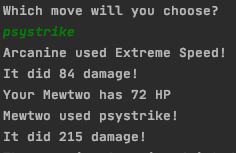 Which move will you choose?
psystrike
Arcanine used Extreme Speed!
It did 84 damage!
Your Mewtwo has 72 HP
Mewtwo used psystrike!
It did 215 damage!